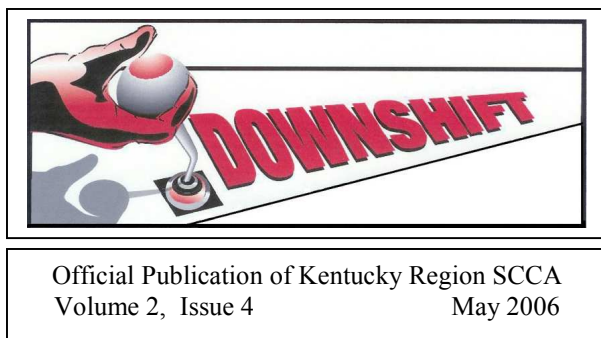 DOWNSHIFT
Official Publication of Kentucky Region SCCA
Volume 2, Issue 4 May 2006